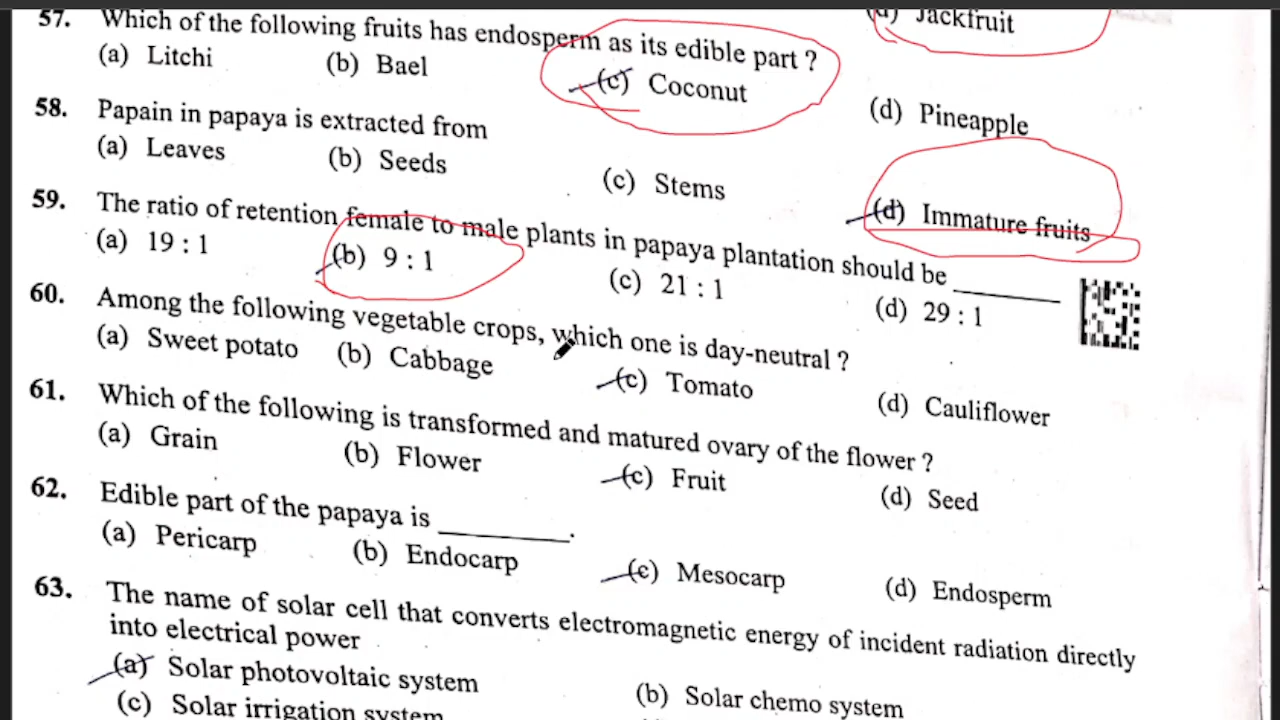 (d) Jackfruit
57. Which of the following fruits has endosperm as its edible part ?
(a) Litchi (b) Bael (c) Coconut (d) Pineapple
58. Papain in papaya is extracted from
(a) Leaves (b) Seeds (c) Stems (d) Immature fruits
59. The ratio of retention female to male plants in papaya plantation should be ________
(a) 19 : 1 (b) 9 : 1 (c) 21 : 1 (d) 29 : 1
60. Among the following vegetable crops, which one is day-neutral ?
(a) Sweet potato (b) Cabbage (c) Tomato (d) Cauliflower
61. Which of the following is transformed and matured ovary of the flower ?
(a) Grain (b) Flower (c) Fruit (d) Seed
62. Edible part of the papaya is ________.
(a) Pericarp (b) Endocarp (c) Mesocarp (d) Endosperm
63. The name of solar cell that converts electromagnetic energy of incident radiation directly
into electrical power
(a) Solar photovoltaic system (b) Solar chemo system
(c) Solar irrigation system